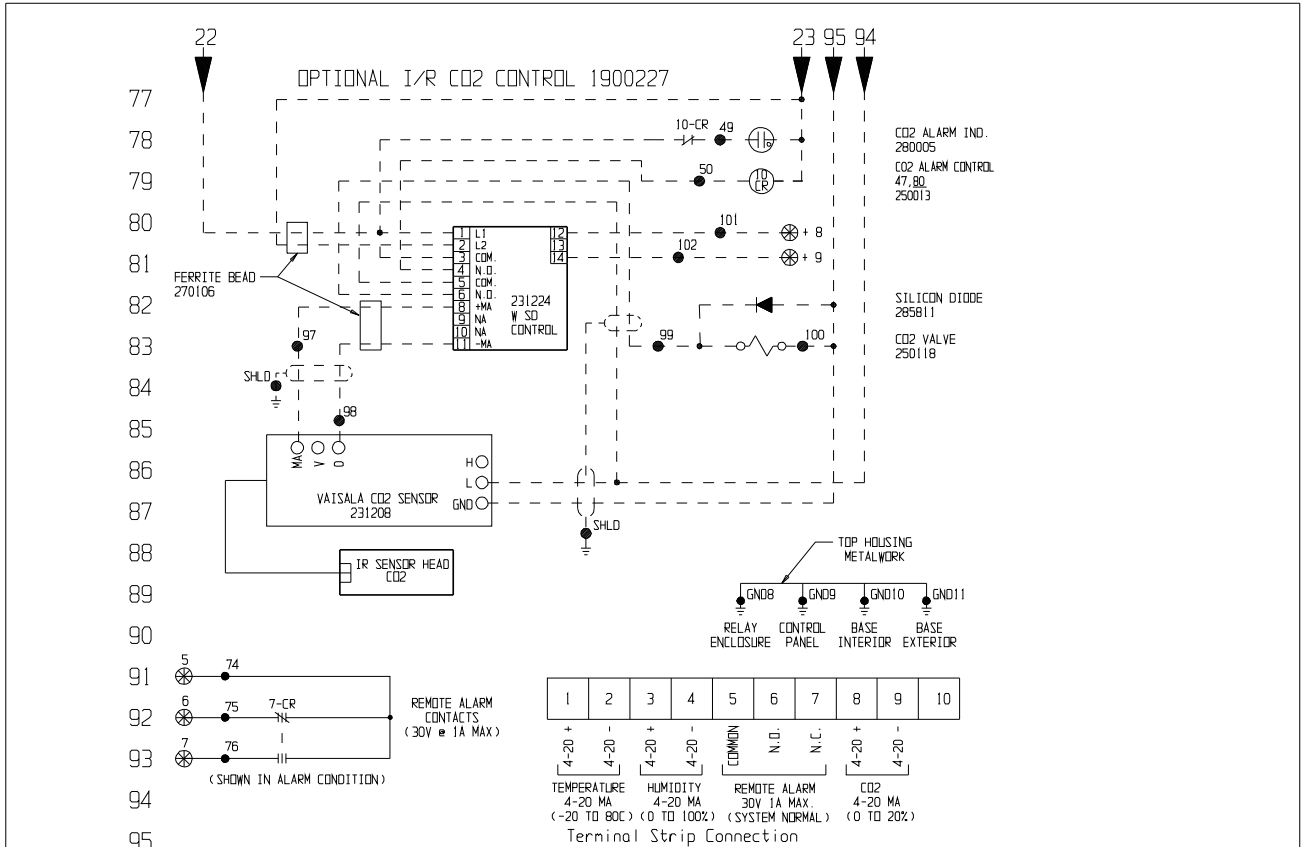 22
23 95 94
OPTIONAL I/R CO2 CONTROL 1900227
77
78
10-CR
49
CO2 ALARM IND.
280005
79
50
10
CR
CO2 ALARM CONTROL
47,80
250013
80
101
+ 8
102
+ 9
81
FERRITE BEAD
270106
1 L1
2 L2
3 COM.
4 N.O.
5 COM.
6 N.O.
8 +MA
9 NA
10 NA
11 -MA
12
13
14
231224
W SD
CONTROL
82
SILICON DIODE
285811
97
83
99
100
CO2 VALVE
250118
SHLD
84
98
85
MA
V
0
86
H
L
GND
VAISALA CO2 SENSOR
231208
87
SHLD
88
IR SENSOR HEAD
CO2
TOP HOUSING
METALWORK
89
GND8
GND9
GND10
GND11
RELAY
ENCLOSURE
CONTROL
PANEL
BASE
INTERIOR
BASE
EXTERIOR
90
91
5
74
92
6
75
7-CR
REMOTE ALARM
CONTACTS
(30V @ 1A MAX)
93
7
76
(SHOWN IN ALARM CONDITION)
94
95
1 2 3 4 5 6 7 8 9 10
4-20 +
4-20 -
4-20 +
4-20 -
COMMON
N.O.
N.C.
4-20 +
4-20 -
TEMPERATURE
4-20 MA
(-20 TO 80C)
HUMIDITY
4-20 MA
(0 TO 100%)
REMOTE ALARM
30V 1A MAX.
(SYSTEM NORMAL)
CO2
4-20 MA
(0 TO 20%)
Terminal Strip Connection